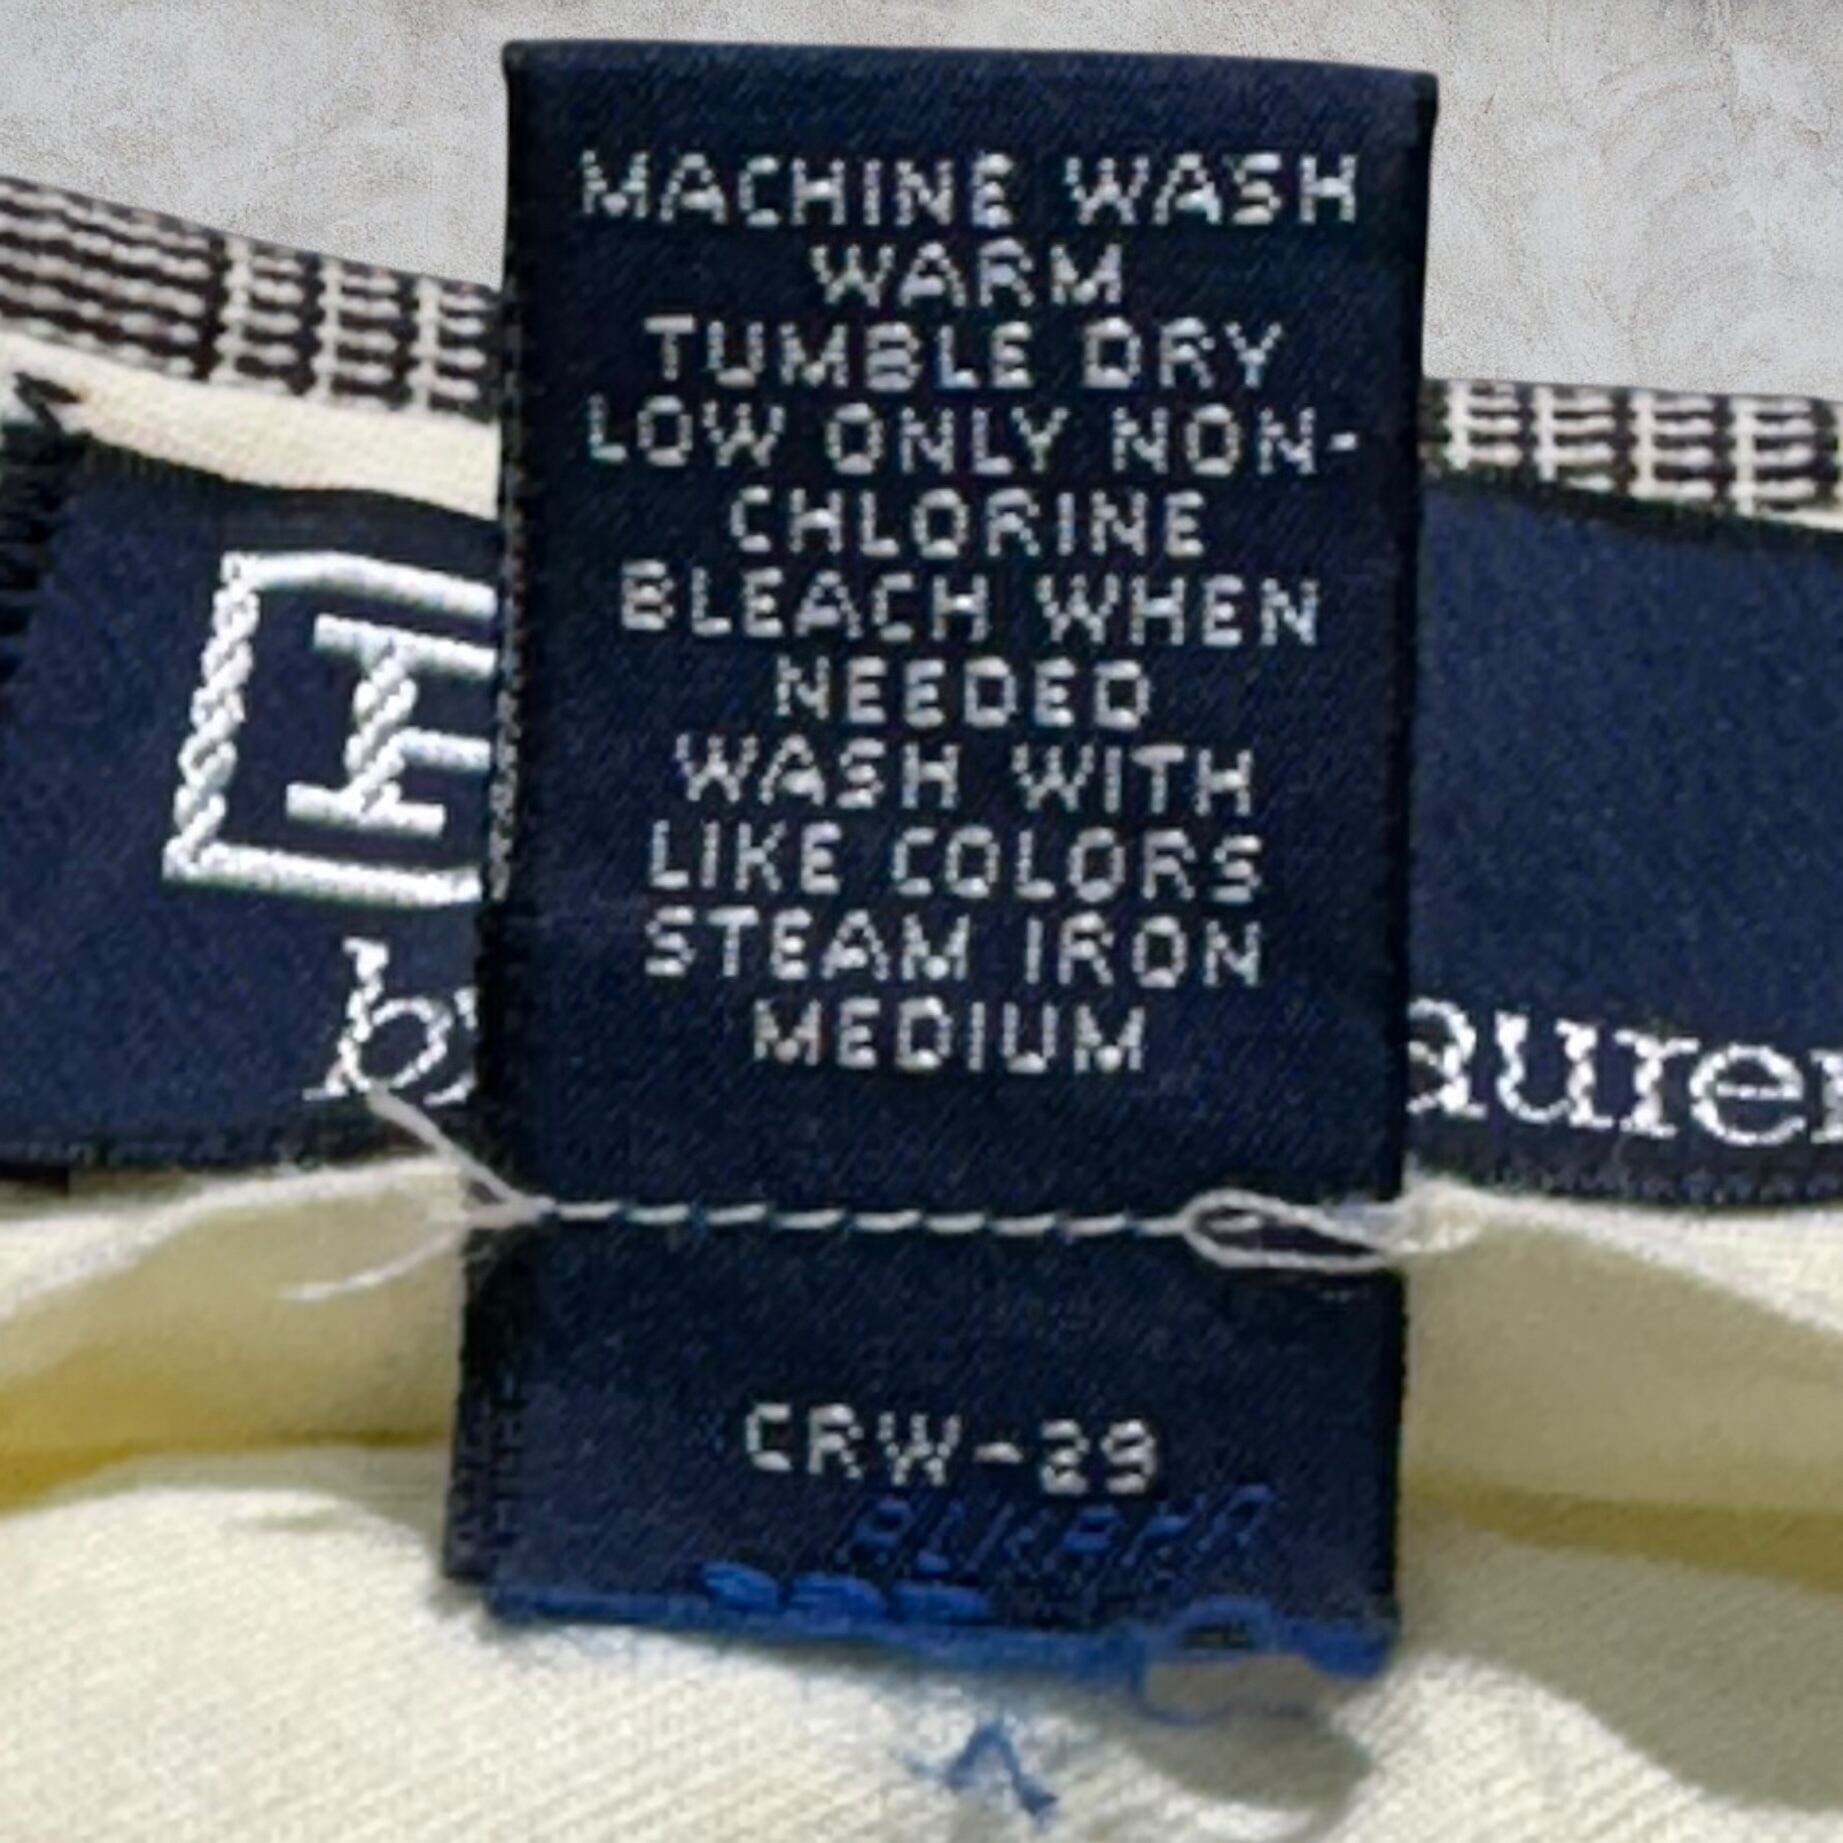 MACHINE WASH
WARM
TUMBLE DRY
LOW ONLY NON-
CHLORINE
BLEACH WHEN
NEEDED
WASH WITH
LIKE COLORS
STEAM IRON
MEDIUM
CRW-29